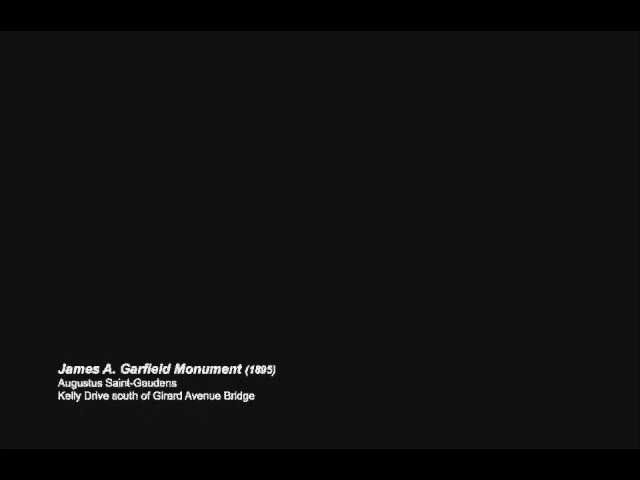 James A. Garfield Monument (1895)
Augustus Saint-Gaudens
Kelly Drive south of Girard Avenue Bridge